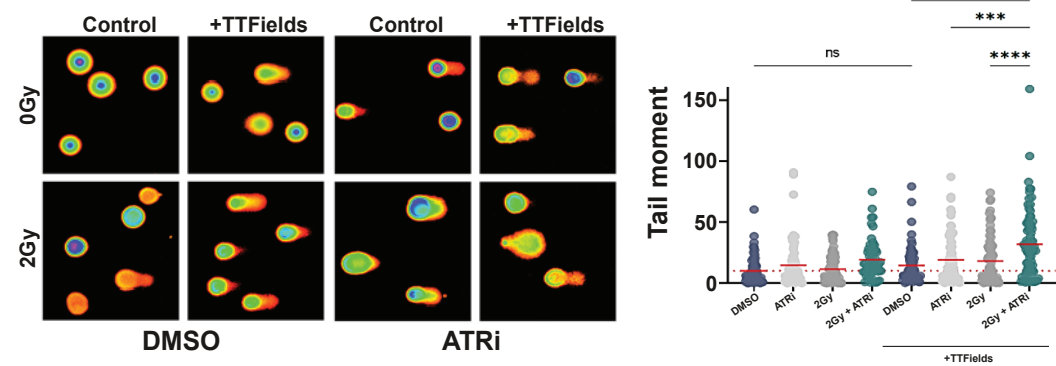 Control +TTFields Control +TTFields
0Gy
2Gy
DMSO ATRi
***
ns ****
Tail moment
150
100
50
0
DMSO ATRi 2Gy 2Gy + ATRi DMSO ATRi 2Gy 2Gy + ATRi
+TTFields